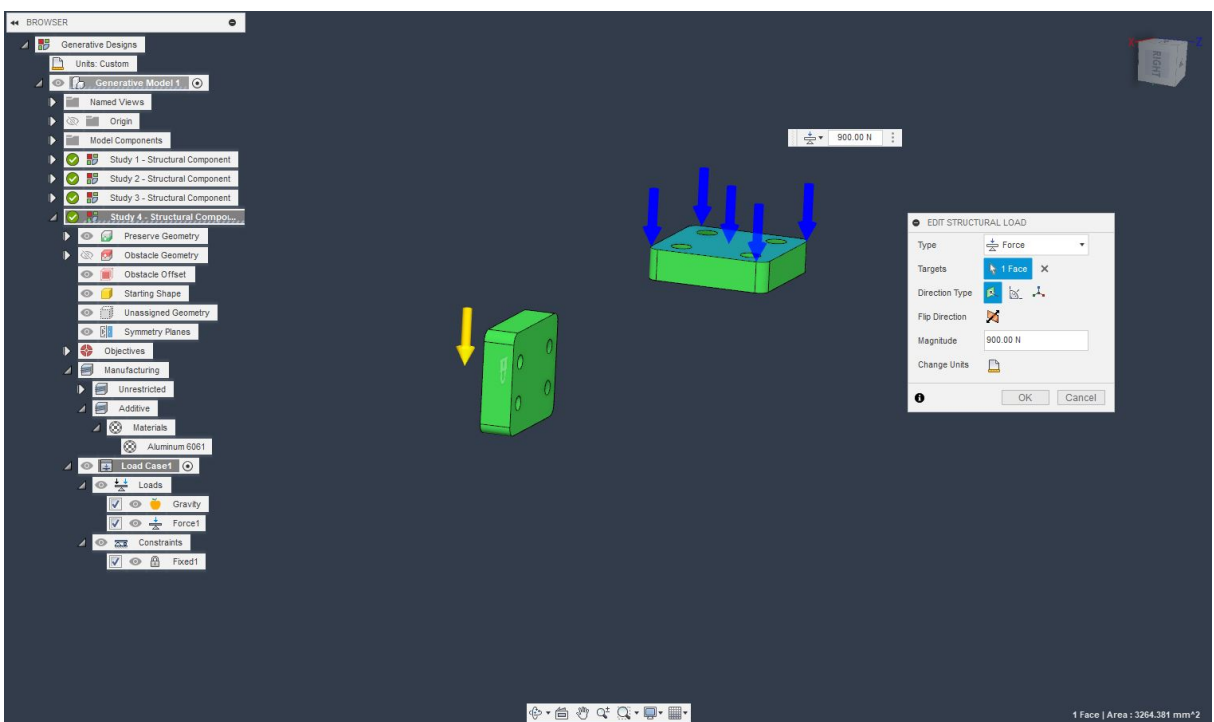 BROWSER
Generative Designs
Units: Custom
Generative Model 1
Named Views
Origin
Model Components
Study 1 - Structural Component
Study 2 - Structural Component
Study 3 - Structural Component
Study 4 - Structural Compo...
Preserve Geometry
Obstacle Geometry
Obstacle Offset
Starting Shape
Unassigned Geometry
Symmetry Planes
Objectives
Manufacturing
Unrestricted
Additive
Materials
Aluminum 6061
Load Case1
Loads
Gravity
Force1
Constraints
Fixed1
900.00 N
RIGHT
Z
EDIT STRUCTURAL LOAD
Type Force
Targets 1 Face
Direction Type
Flip Direction
Magnitude 900.00 N
Change Units
OK Cancel
1 Face | Area : 3264.381 mm^2